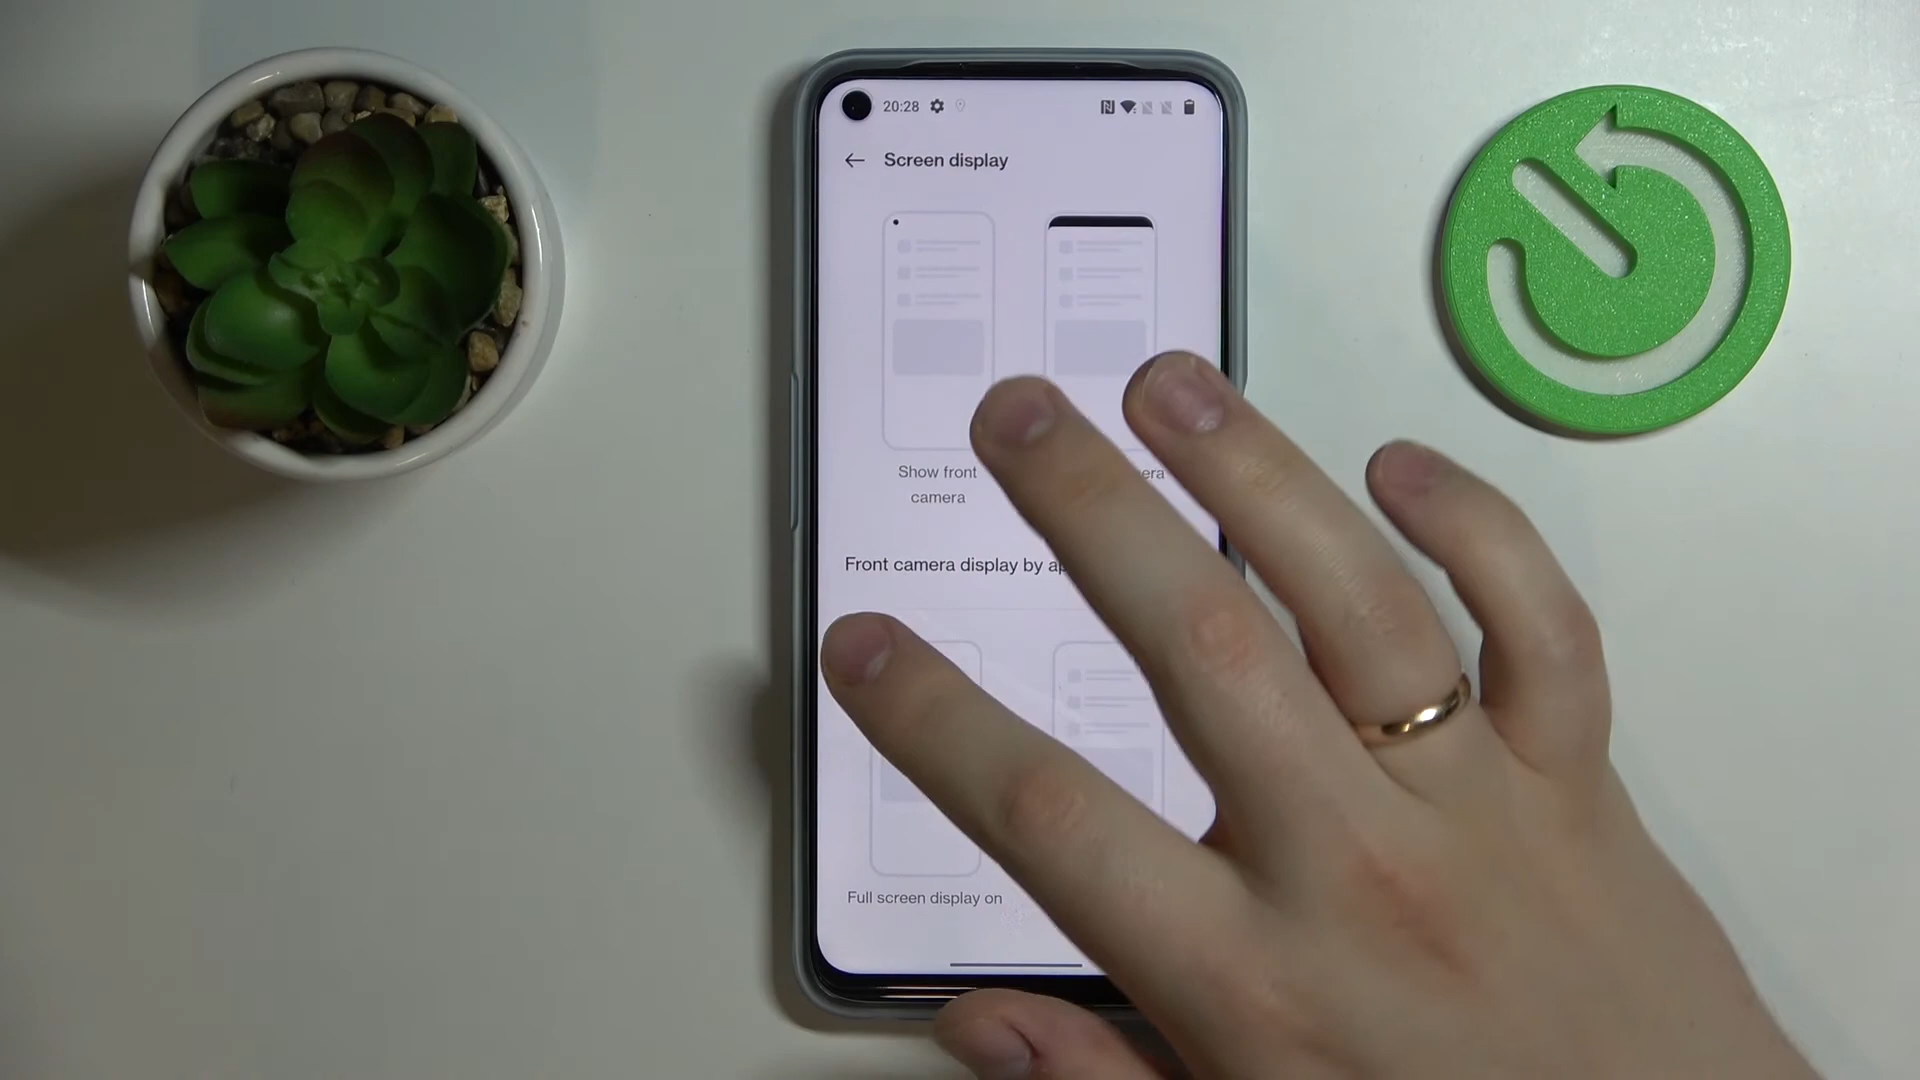 20:28
Screen display
Show front
camera
Front camera display by
Full screen display on